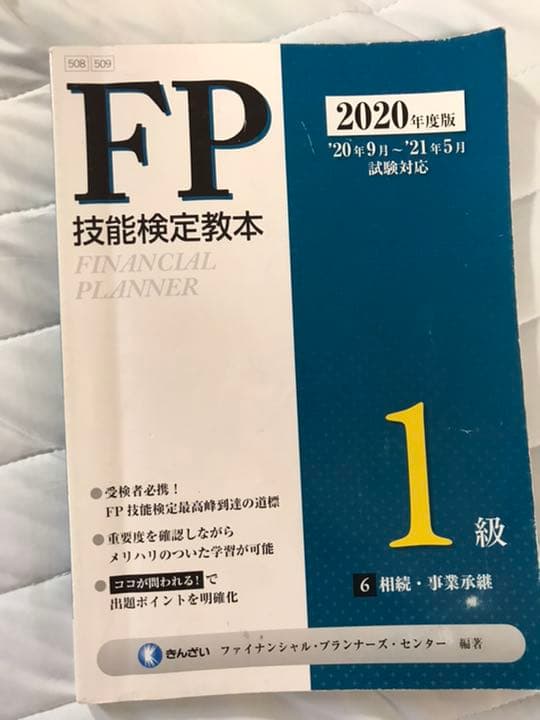 508 509
FP
技能検定教本
FINANCIAL
PLANNER
2020年度版
’20年9月～’21年5月
試験対応
1級
6 相続・事業承継
●受検者必携！
FP技能検定最高峰到達の道標
●重要度を確認しながら
メリハリのついた学習が可能
●ココが問われる！で
出題ポイントを明確化
きんざい ファイナンシャル・プランナーズ・センター 編著